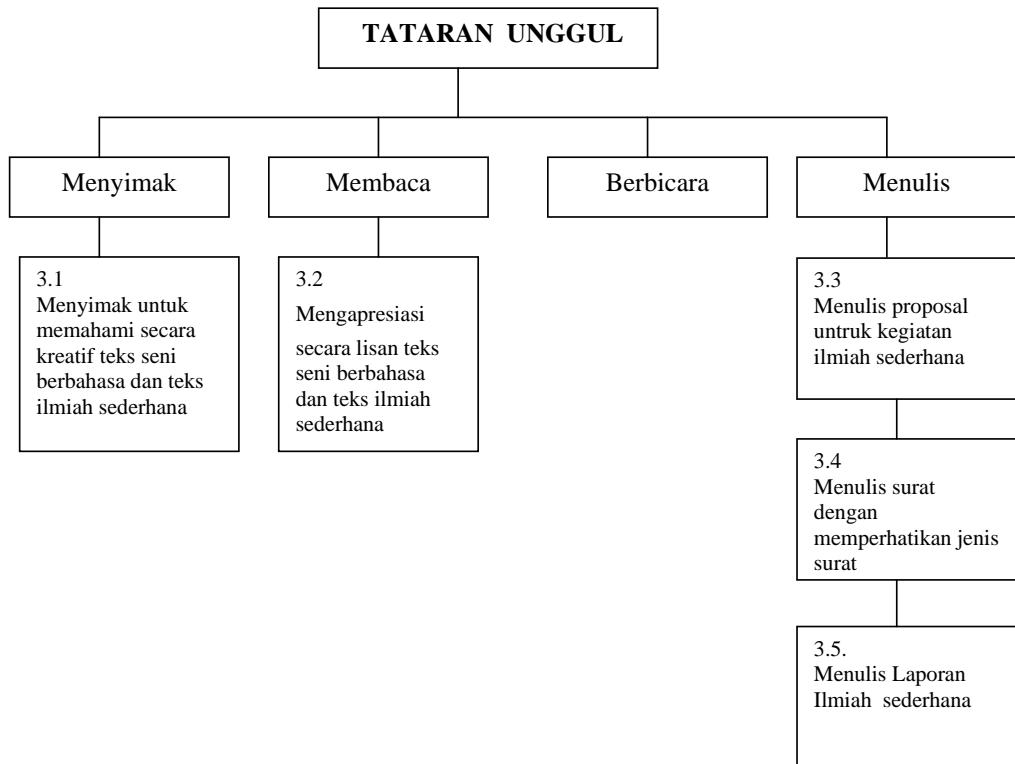 TATARAN  UNGGUL
Menyimak
Membaca
Berbicara
Menulis
3.1
Menyimak untuk
memahami secara
kreatif teks seni
berbahasa dan teks
ilmiah sederhana
3.2
Mengapresiasi
secara lisan teks
seni berbahasa
dan teks ilmiah
sederhana
3.3
Menulis proposal
untruk kegiatan
ilmiah sederhana
3.4
Menulis surat
dengan
memperhatikan jenis
surat
3.5.
Menulis Laporan
Ilmiah  sederhana